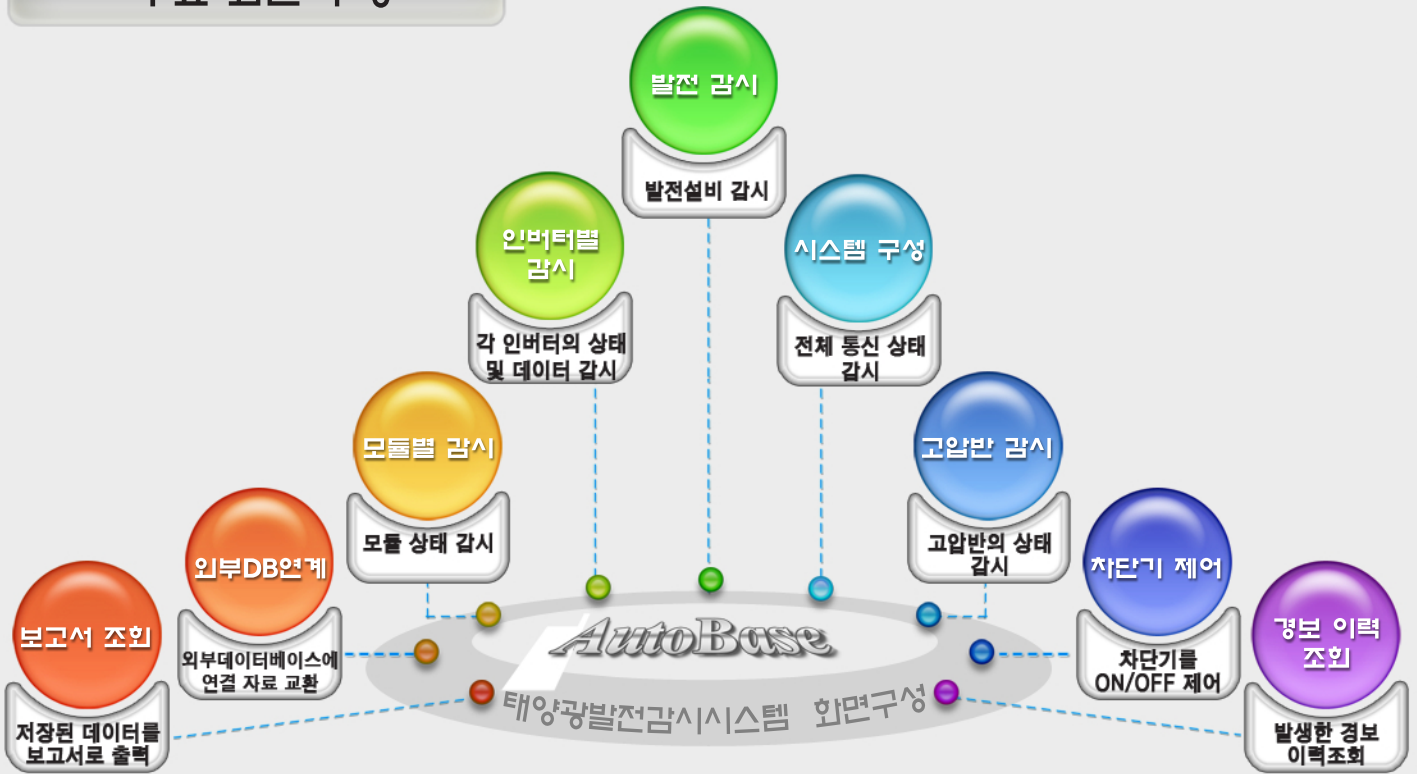 발전 감시
발전설비 감시
인버터별
감시
각 인버터의 상태
및 데이터 감시
시스템 구성
전체 통신 상태
감시
모듈별 감시
모듈 상태 감시
고압반 감시
고압반의 상태
감시
외부DB연계
외부데이터베이스에
연결 자료 교환
차단기 제어
차단기를
ON/OFF 제어
보고서 조회
저장된 데이터를
보고서로 출력
경보 이력
조회
발생한 경보
이력조회
AutoBase
태양광발전감시시스템 화면구성